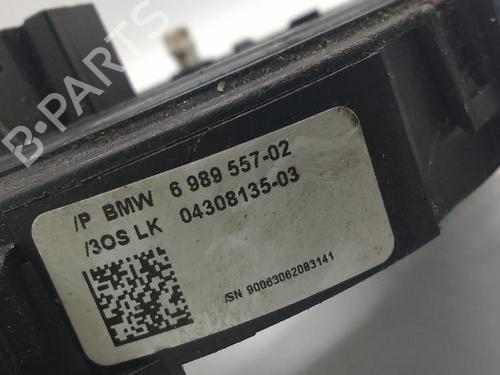 B-PARTS
/P BMW 6 989 557-02
/3OS LK 04308135-03
/SN 90063062083141